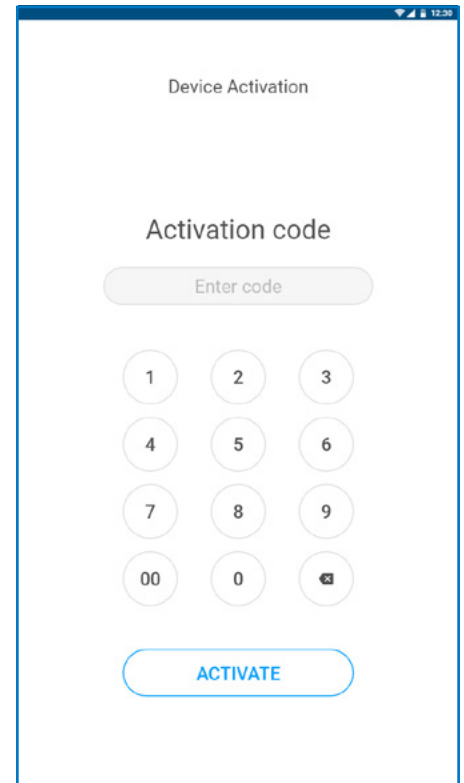 12:30
Device Activation
Activation code
Enter code
1 2 3
4 5 6
7 8 9
00 0
ACTIVATE